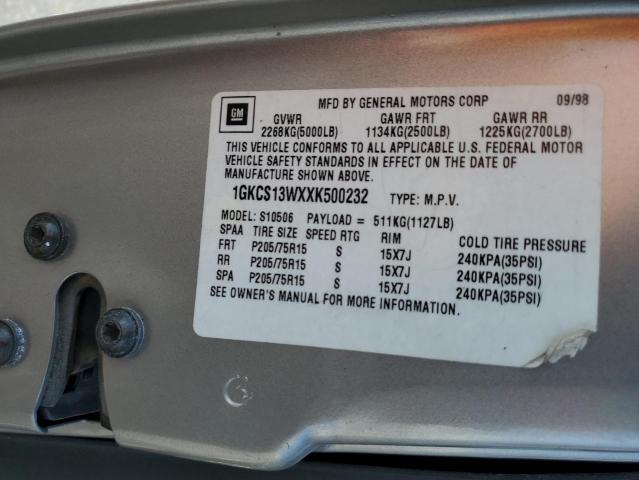 GM
MFD BY GENERAL MOTORS CORP 09/98
GVWR GAWR FRT GAWR RR
2268KG(5000LB) 1134KG(2500LB) 1225KG(2700LB)
THIS VEHICLE CONFORMS TO ALL APPLICABLE U.S. FEDERAL MOTOR
VEHICLE SAFETY STANDARDS IN EFFECT ON THE DATE OF
MANUFACTURE SHOWN ABOVE.
1GKCS13WXXK500232 TYPE: M.P.V.
MODEL: S10506 PAYLOAD = 511KG(1127LB)
SPAA TIRE SIZE SPEED RTG RIM COLD TIRE PRESSURE
FRT P205/75R15 S 15X7J 240KPA(35PSI)
RR P205/75R15 S 15X7J 240KPA(35PSI)
SPA P205/75R15 S 15X7J 240KPA(35PSI)
SEE OWNER'S MANUAL FOR MORE INFORMATION.